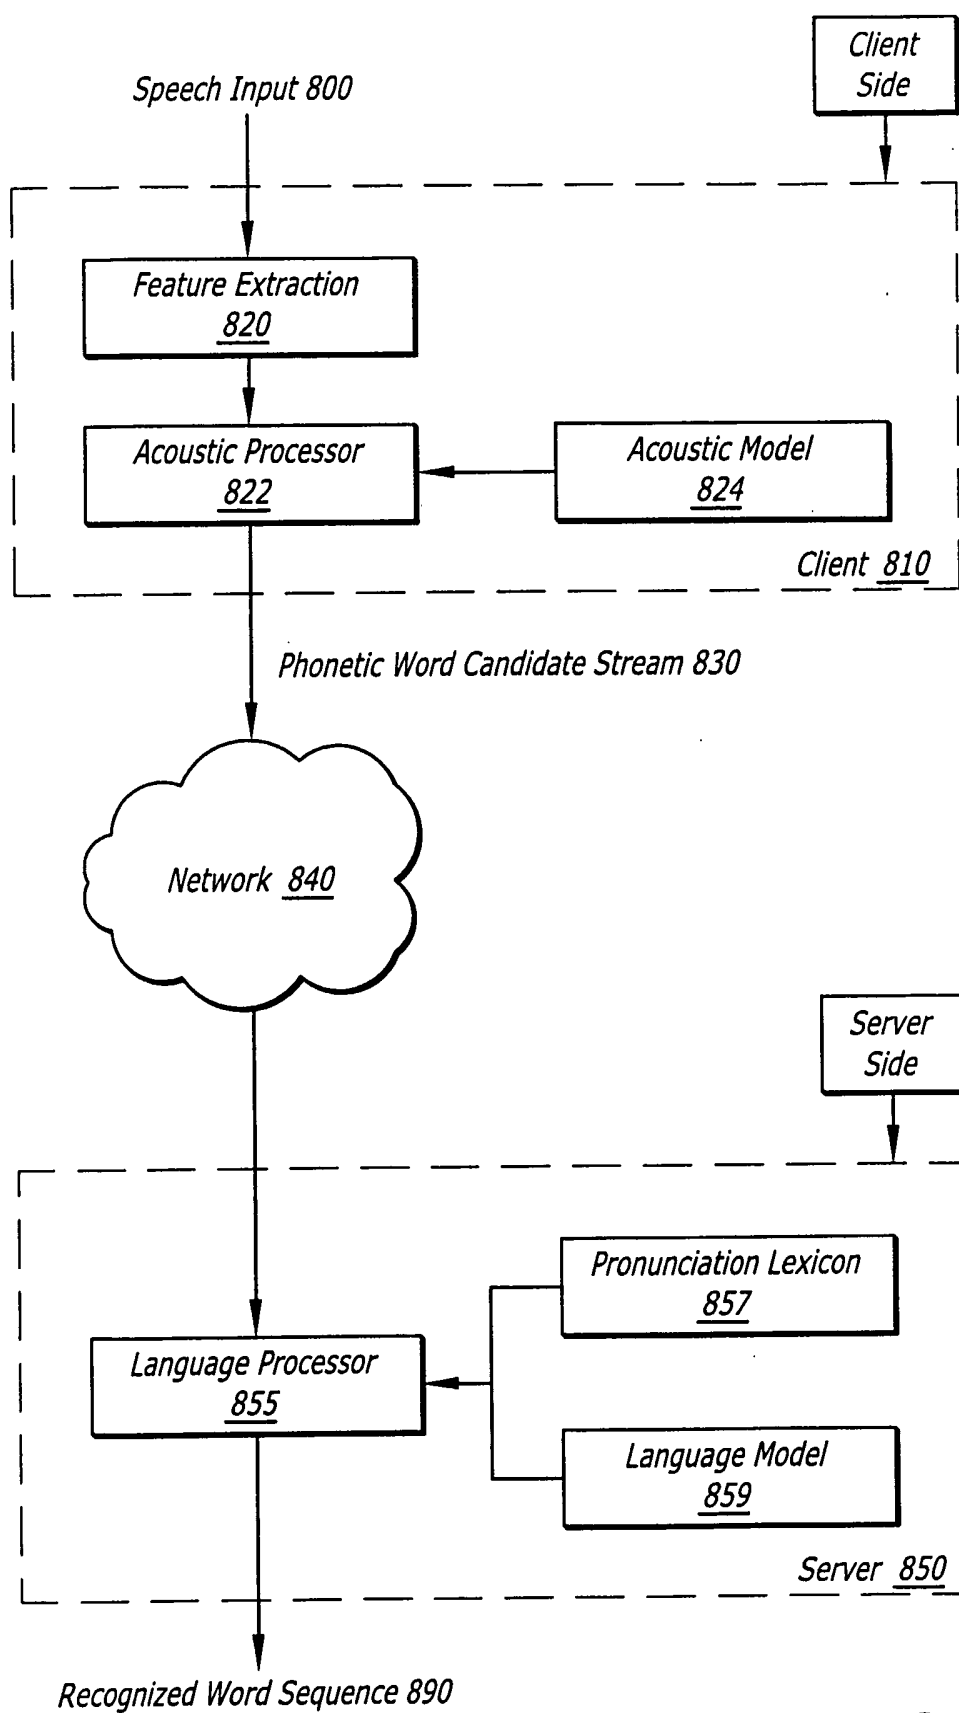 Client
Side
Speech Input 800
Feature Extraction
820
Acoustic Processor
822
Acoustic Model
824
Client 810
Phonetic Word Candidate Stream 830
Network 840
Server
Side
Pronunciation Lexicon
857
Language Processor
855
Language Model
859
Server 850
Recognized Word Sequence 890